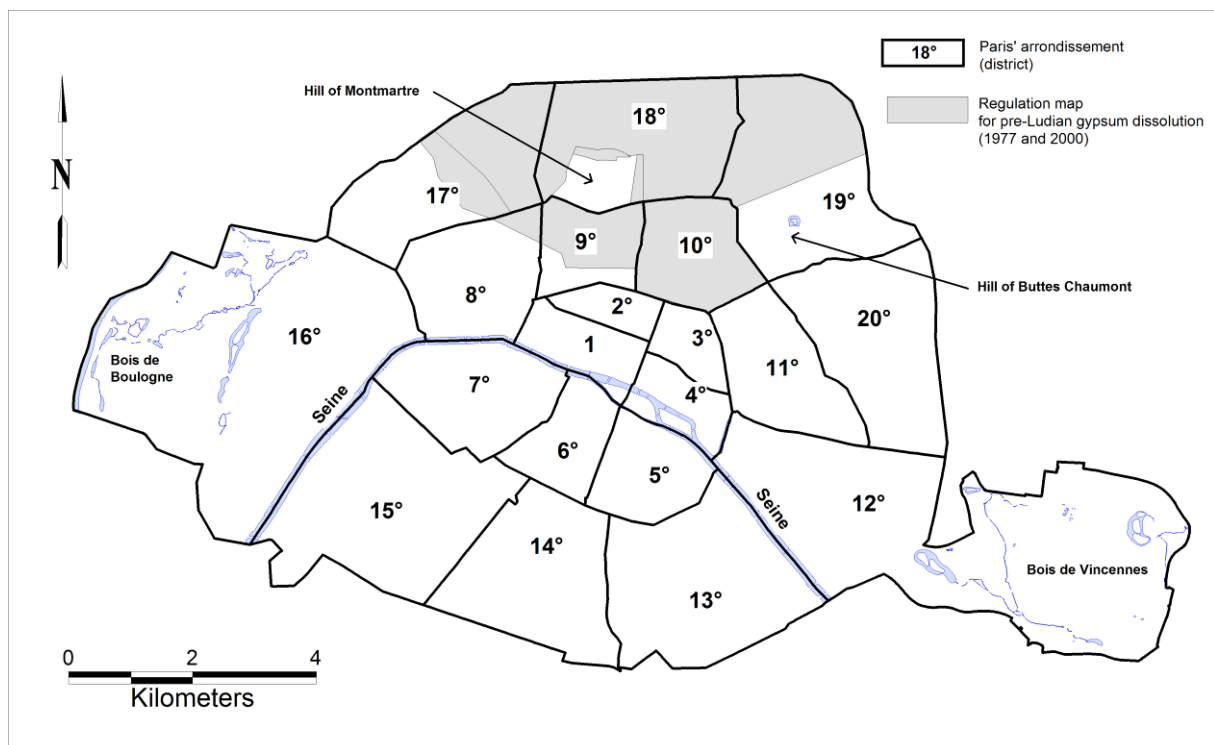 18°
Paris' arrondissement
(district)
Hill of Montmartre
Regulation map
for pre-Ludian gypsum dissolution
(1977 and 2000)
N
18°
17°
19°
9°
10°
Hill of Buttes Chaumont
8°
2°
20°
16°
3°
1
Bois de
Boulogne
11°
7°
4°
Seine
6°
5°
Seine
12°
15°
14°
Bois de Vincennes
13°
0 2 4
Kilometers